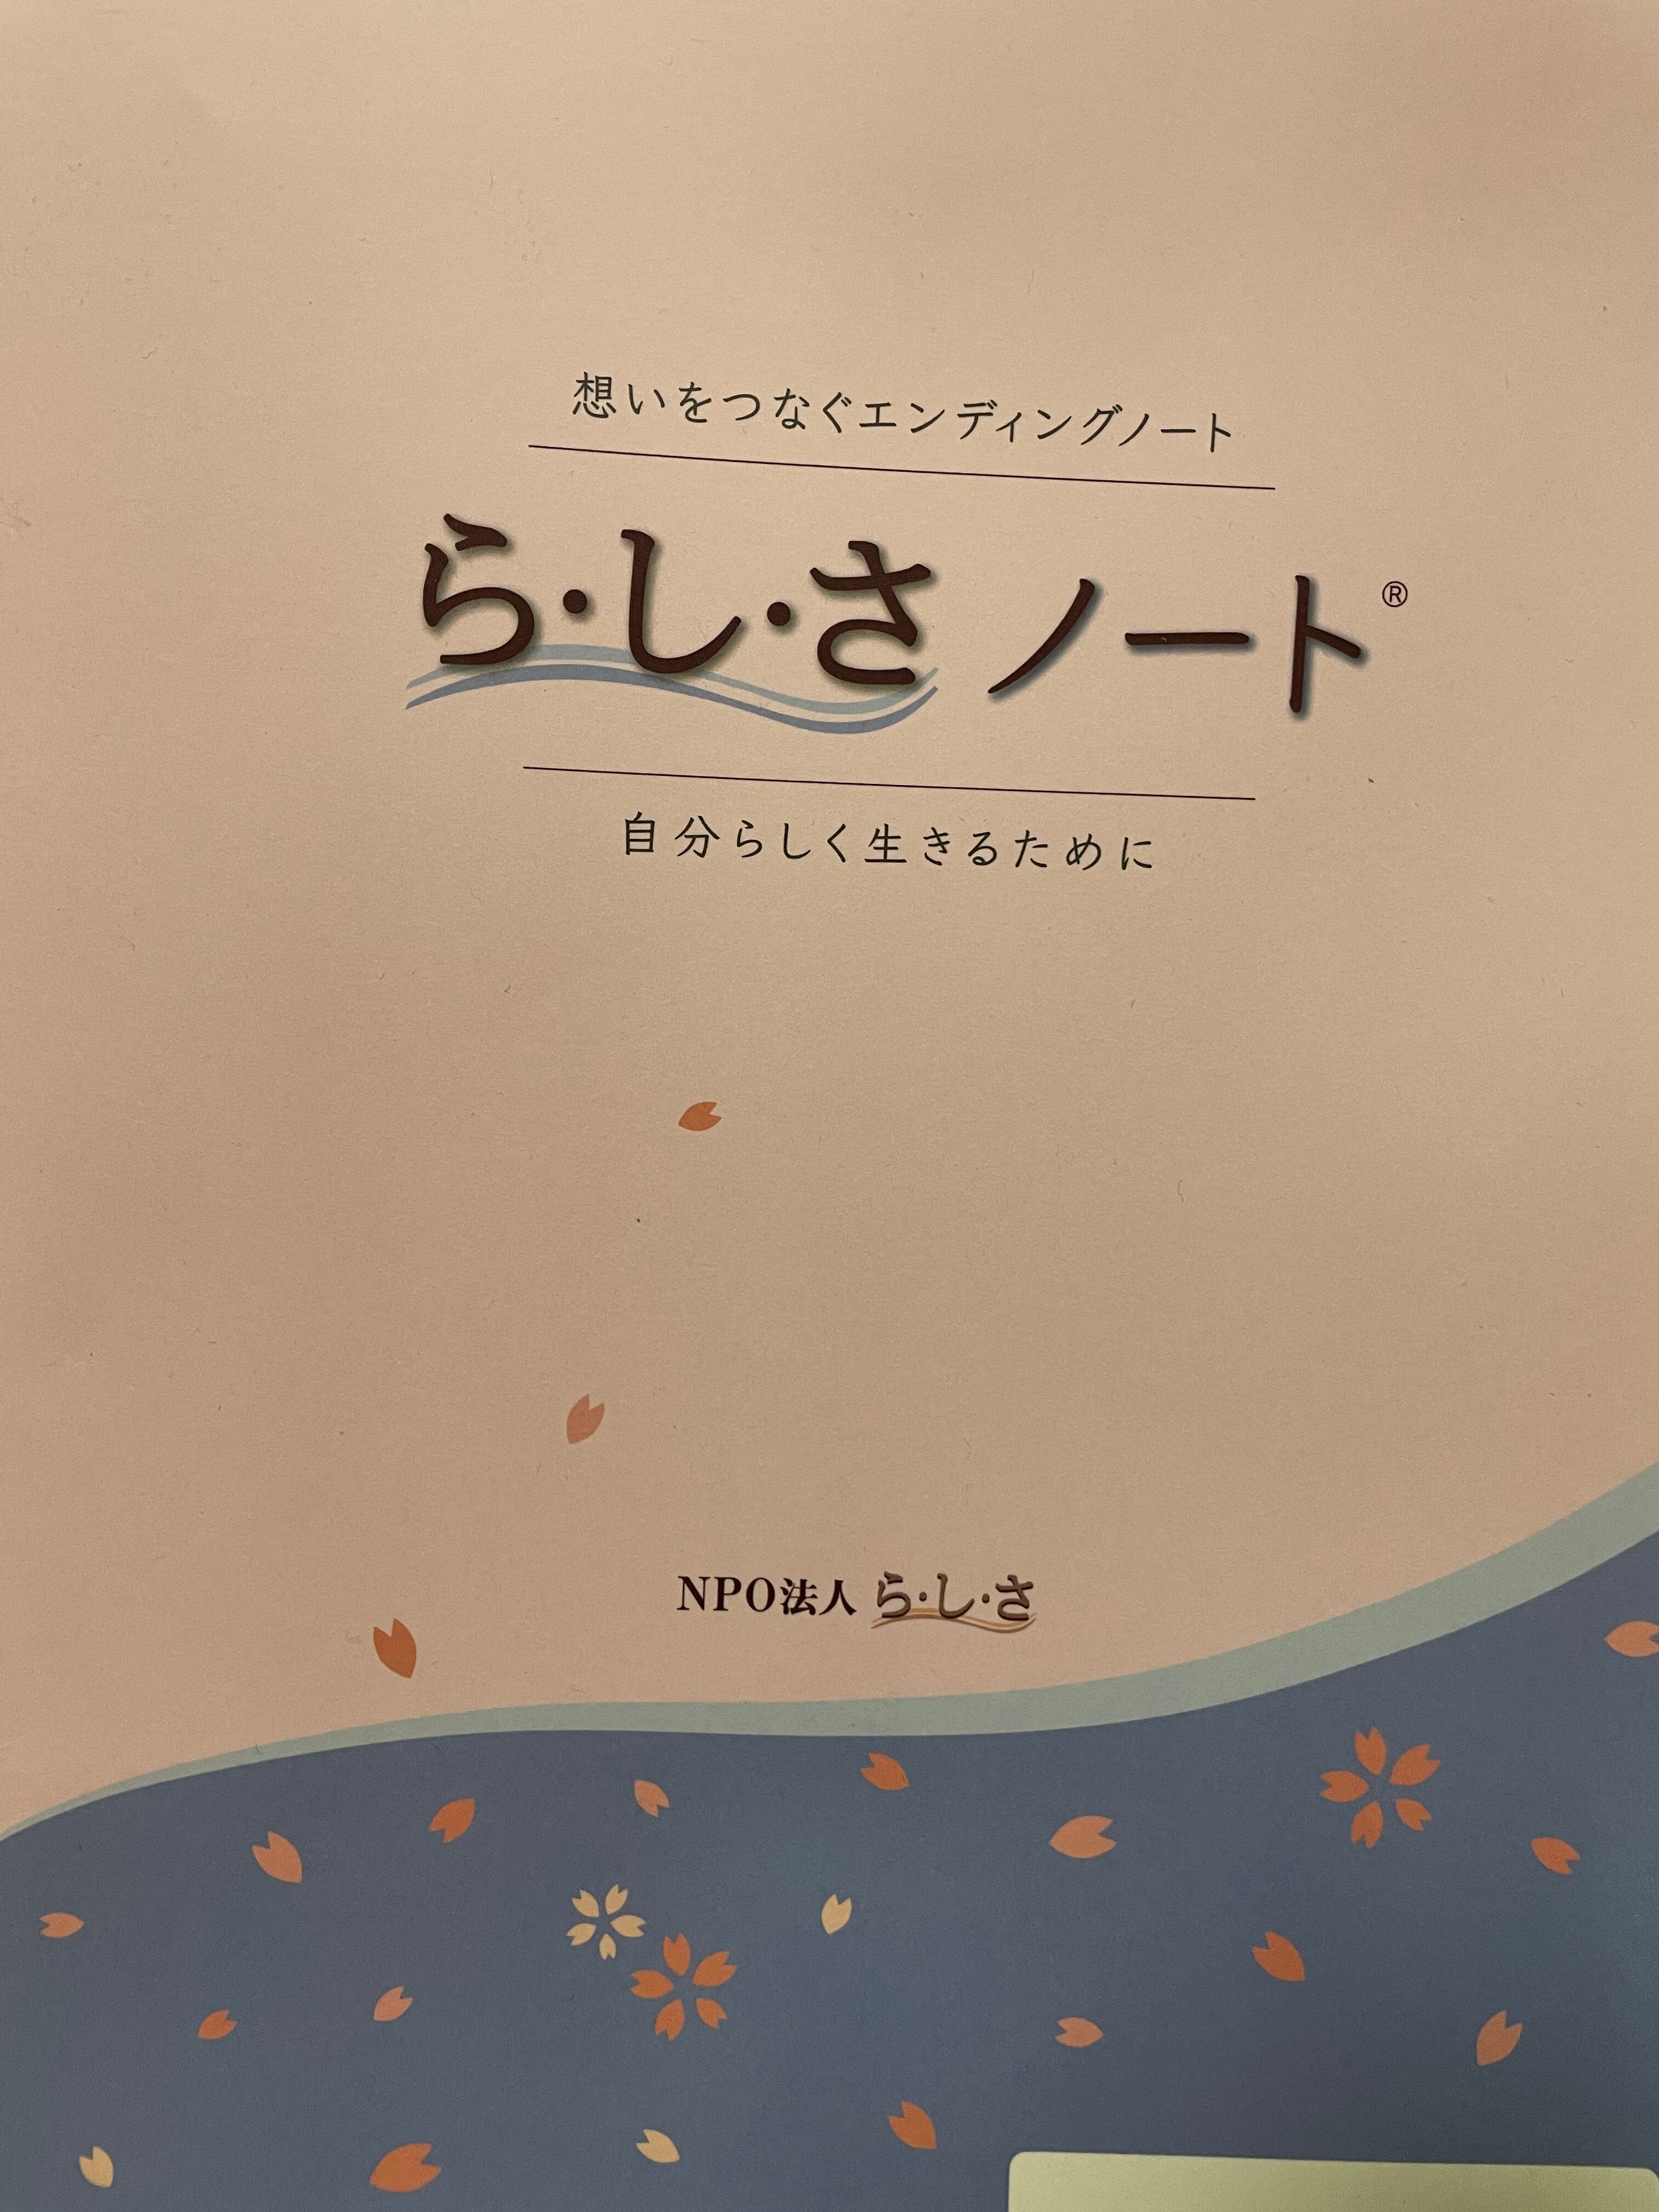 想いをつなぐエンディングノート
ら・し・さ ノート®
自分らしく生きるために
NPO法人 ら・し・さ